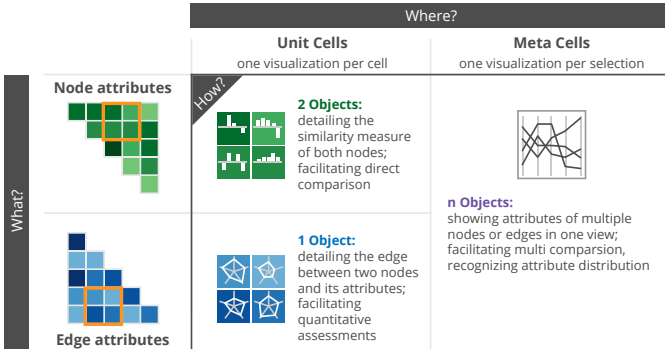 Where?
Unit Cells
one visualization per cell
Meta Cells
one visualization per selection
What?
How?
Node attributes
2 Objects:
detailing the
similarity measure
of both nodes;
facilitating direct
comparison
n Objects:
showing attributes of multiple
nodes or edges in one view;
facilitating multi comparsion,
recognizing attribute distribution
1 Object:
detailing the edge
between two nodes
and its attributes;
facilitating
quantitative
assessments
Edge attributes